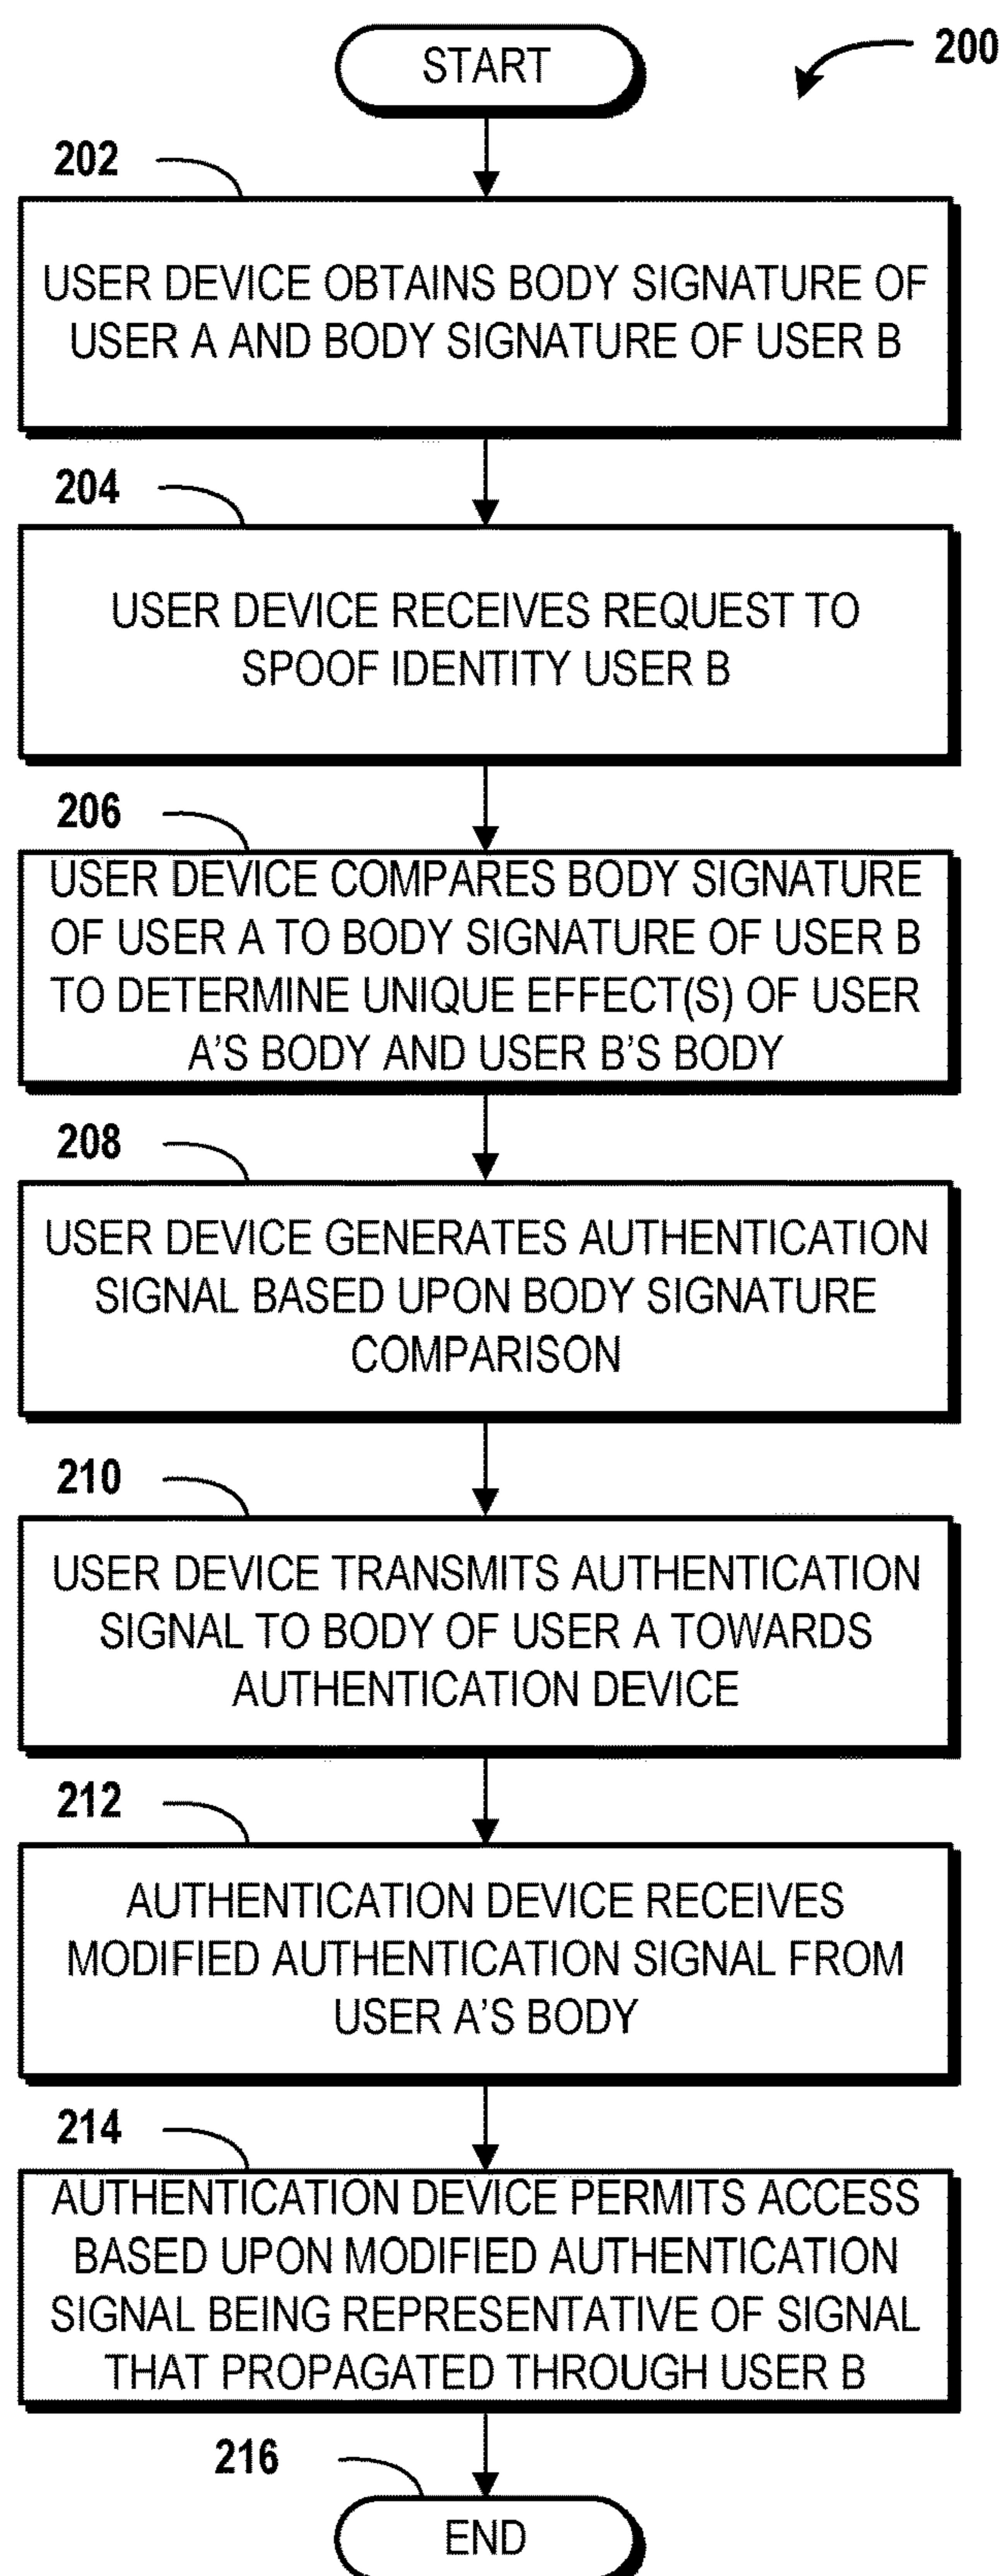 START
200
202
USER DEVICE OBTAINS BODY SIGNATURE OF
USER A AND BODY SIGNATURE OF USER B
204
USER DEVICE RECEIVES REQUEST TO
SPOOF IDENTITY USER B
206
USER DEVICE COMPARES BODY SIGNATURE
OF USER A TO BODY SIGNATURE OF USER B
TO DETERMINE UNIQUE EFFECT(S) OF USER
A'S BODY AND USER B'S BODY
208
USER DEVICE GENERATES AUTHENTICATION
SIGNAL BASED UPON BODY SIGNATURE
COMPARISON
210
USER DEVICE TRANSMITS AUTHENTICATION
SIGNAL TO BODY OF USER A TOWARDS
AUTHENTICATION DEVICE
212
AUTHENTICATION DEVICE RECEIVES
MODIFIED AUTHENTICATION SIGNAL FROM
USER A'S BODY
214
AUTHENTICATION DEVICE PERMITS ACCESS
BASED UPON MODIFIED AUTHENTICATION
SIGNAL BEING REPRESENTATIVE OF SIGNAL
THAT PROPAGATED THROUGH USER B
216
END